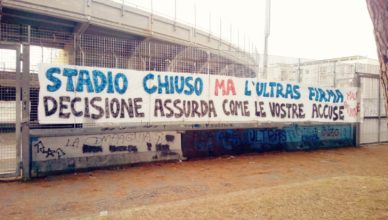 STADIO CHIUSO MA L'ULTRAS FIRMA
DECISIONE ASSURDA COME LE VOSTRE ACCUSE